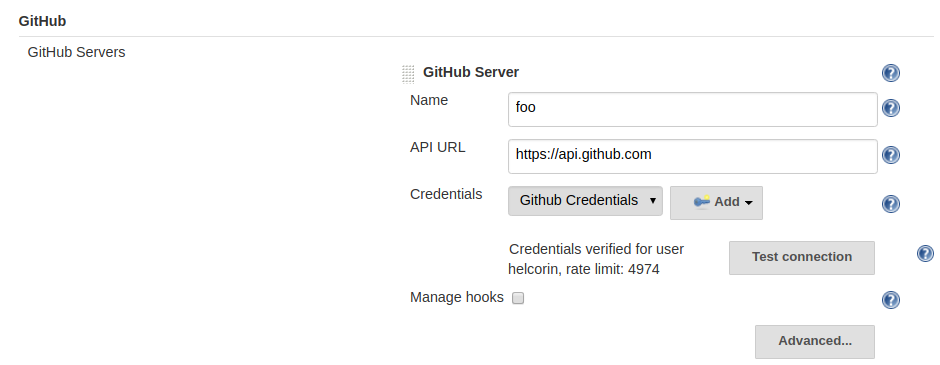 GitHub
GitHub Servers
GitHub Server
Name
foo
API URL
https://api.github.com
Credentials
Github Credentials
Add
Credentials verified for user
helcorin, rate limit: 4974
Test connection
Manage hooks
Advanced...